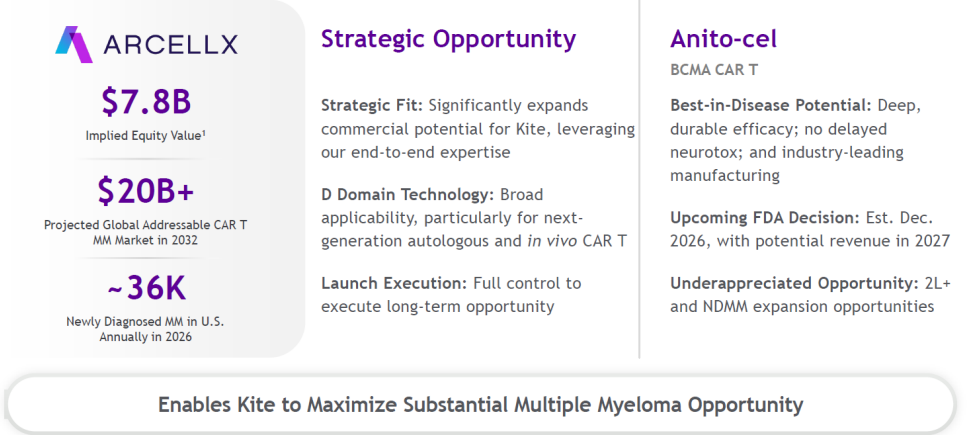 ARCELLX
$7.8B
Implied Equity Value¹
$20B+
Projected Global Addressable CAR T
MM Market in 2032
~36K
Newly Diagnosed MM in U.S.
Annually in 2026
Strategic Opportunity
Strategic Fit: Significantly expands
commercial potential for Kite, leveraging
our end-to-end expertise
D Domain Technology: Broad
applicability, particularly for next-
generation autologous and in vivo CAR T
Launch Execution: Full control to
execute long-term opportunity
Anito-cel
BCMA CAR T
Best-in-Disease Potential: Deep,
durable efficacy; no delayed
neurotox; and industry-leading
manufacturing
Upcoming FDA Decision: Est. Dec.
2026, with potential revenue in 2027
Underappreciated Opportunity: 2L+
and NDMM expansion opportunities
Enables Kite to Maximize Substantial Multiple Myeloma Opportunity